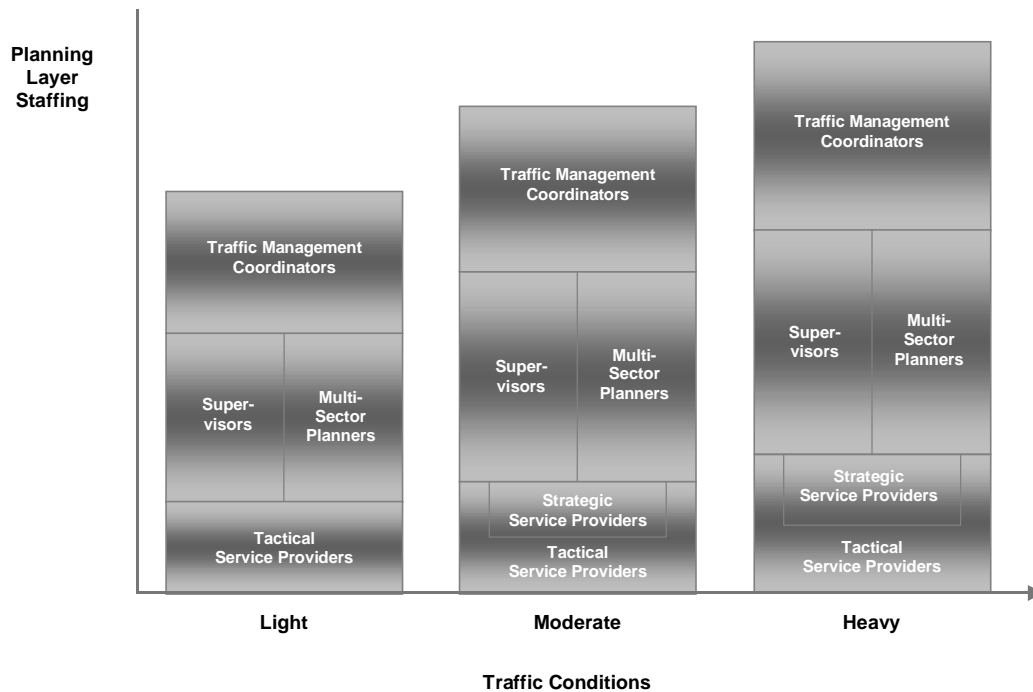 Planning
Layer
Staffing
Traffic Management
Coordinators
Super-
visors
Multi-
Sector
Planners
Tactical
Service Providers
Traffic Management
Coordinators
Super-
visors
Multi-
Sector
Planners
Strategic
Service Providers
Tactical
Service Providers
Traffic Management
Coordinators
Super-
visors
Multi-
Sector
Planners
Strategic
Service Providers
Tactical
Service Providers
Light
Moderate
Heavy
Traffic Conditions